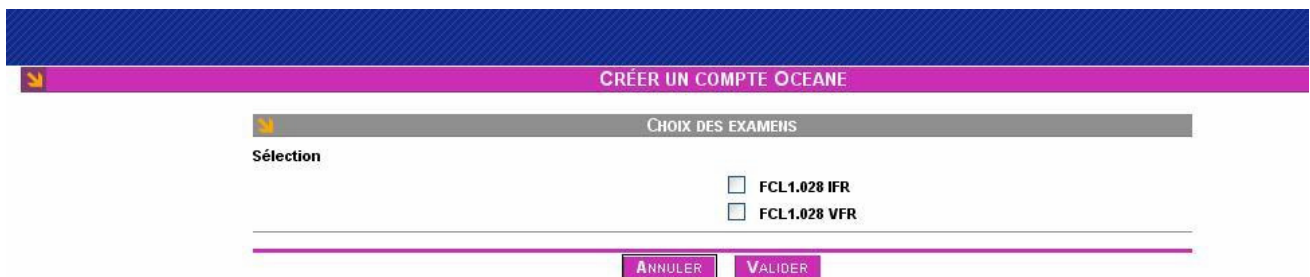 CRÉER UN COMPTE OCEANE
CHOIX DES EXAMENS
Sélection
FCL1.028 IFR
FCL1.028 VFR
ANNULER VALIDER